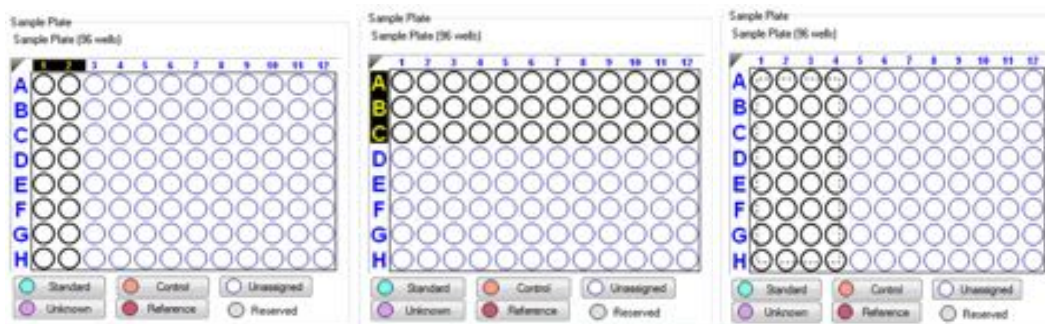 Sample Plate
Sample Plate (96 wells)
1 2 3 4 5 6 7 8 9 10 11 12
A
B
C
D
E
F
G
H
Standard Control Unassigned
Unknown Reference Reserved
Sample Plate
Sample Plate (96 wells)
1 2 3 4 5 6 7 8 9 10 11 12
A
B
C
D
E
F
G
H
Standard Control Unassigned
Unknown Reference Reserved
Sample Plate
Sample Plate (96 wells)
1 2 3 4 5 6 7 8 9 10 11 12
A
B
C
D
E
F
G
H
Standard Control Unassigned
Unknown Reference Reserved